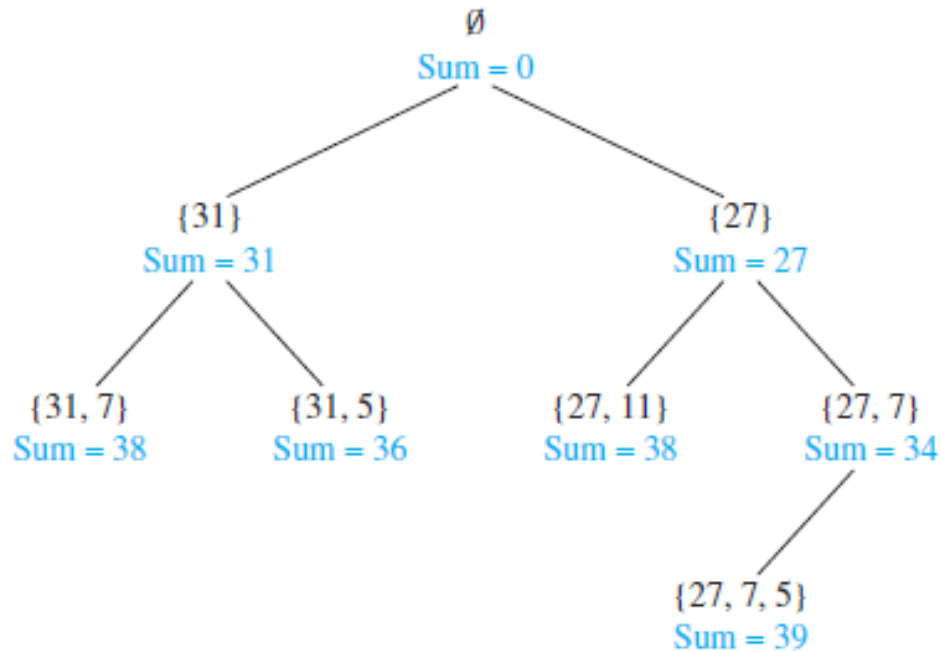 Ø
Sum = 0
{31}
Sum = 31
{27}
Sum = 27
{31, 7}
Sum = 38
{31, 5}
Sum = 36
{27, 11}
Sum = 38
{27, 7}
Sum = 34
{27, 7, 5}
Sum = 39